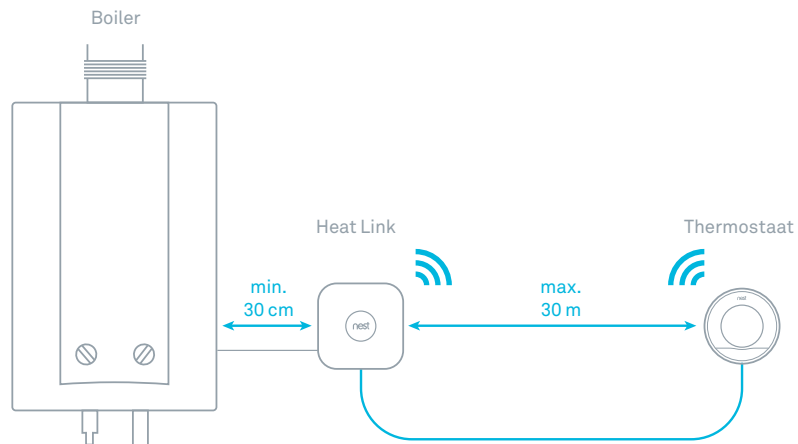 Boiler
Heat Link
Thermostaat
min.
30 cm
max.
30 m
nest
nest